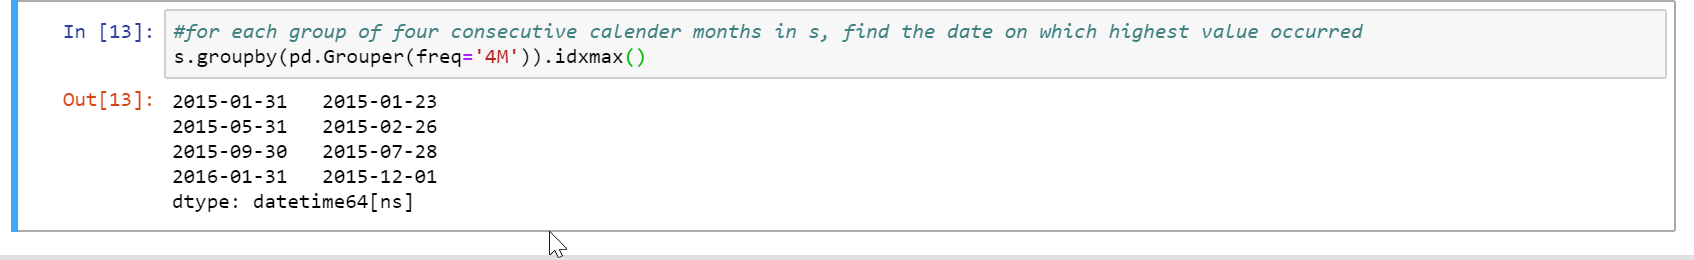 In [13]: #for each group of four consecutive calender months in s, find the date on which highest value occurred
s.groupby(pd.Grouper(freq='4M')).idxmax()
Out[13]: 2015-01-31   2015-01-23
2015-05-31   2015-02-26
2015-09-30   2015-07-28
2016-01-31   2015-12-01
dtype: datetime64[ns]